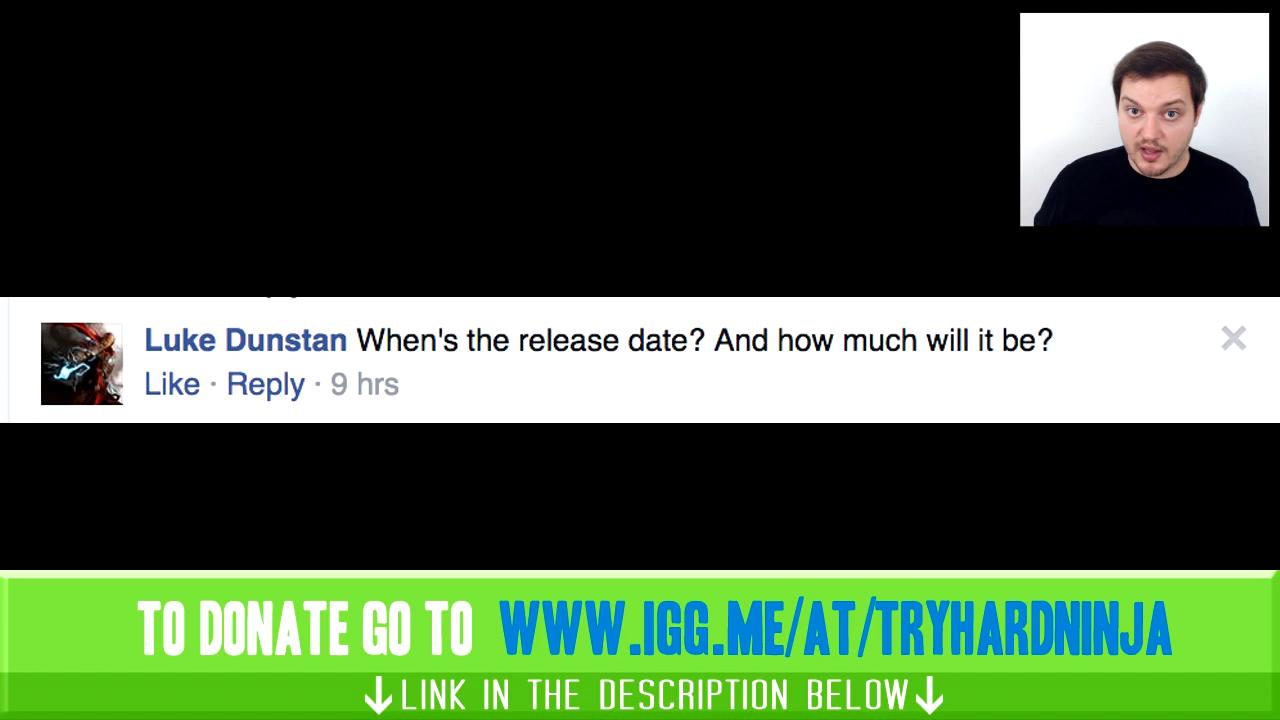 Luke Dunstan When's the release date? And how much will it be?
Like · Reply · 9 hrs
TO DONATE GO TO WWW.IGG.ME/AT/TRYHARDNINJA
↓LINK IN THE DESCRIPTION BELOW↓